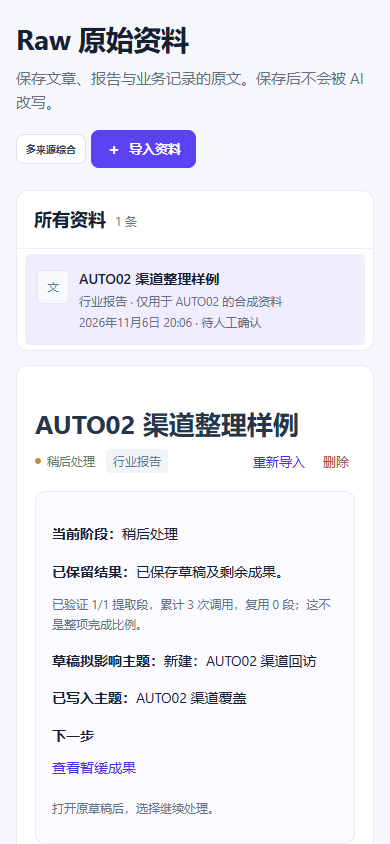 Raw 原始资料
保存文章、报告与业务记录的原文。保存后不会被 AI
改写。
多来源综合
＋ 导入资料
所有资料 1 条
文
AUTO02 渠道整理样例
行业报告 · 仅用于 AUTO02 的合成资料
2026年11月6日 20:06 · 待人工确认
AUTO02 渠道整理样例
稍后处理 行业报告 重新导入 删除
当前阶段：稍后处理
已保留结果：已保存草稿及剩余成果。
已验证 1/1 提取段，累计 3 次调用，复用 0 段；这不
是整项完成比例。
草稿拟影响主题：新建：AUTO02 渠道回访
已写入主题：AUTO02 渠道覆盖
下一步
查看暂缓成果
打开原草稿后，选择继续处理。